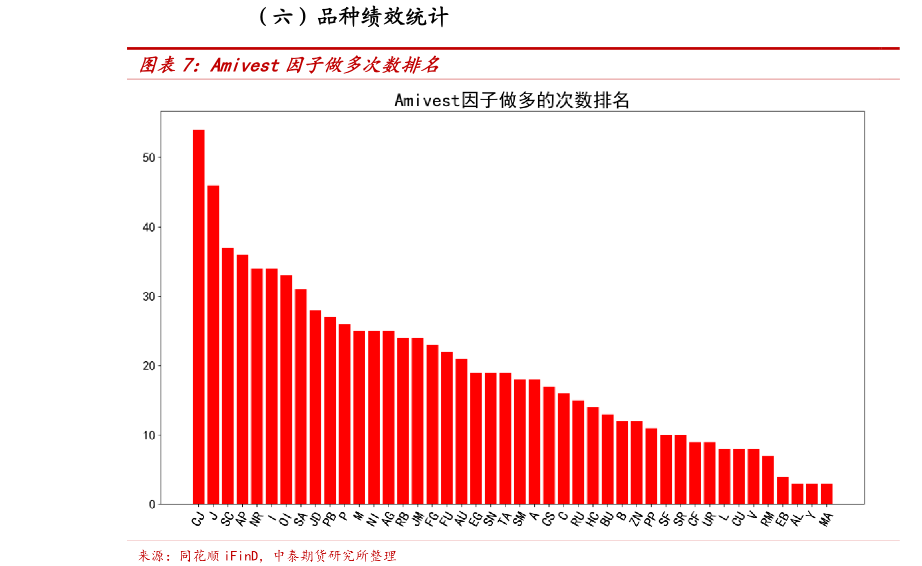 （六）品种绩效统计
图表 7：Amivest 因子做多次数排名
Amivest因子做多的次数排名
50
40
30
20
10
0
CJ J SC AP NR I OI SA JD PB P M NI AG RB JM FG FU AU EG SN TA SM A CS C RU HC BU B ZN PP SF SR CF UR L CU V RM EB AL Y MA
来源：同花顺 iFinD，中泰期货研究所整理